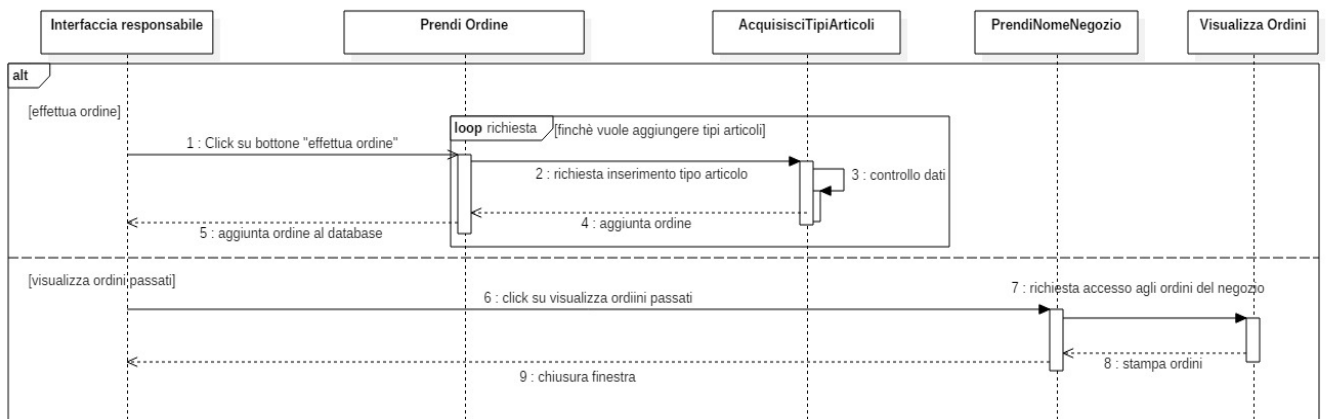 Interfaccia responsabile
Prendi Ordine
AcquisisciTipiArticoli
PrendiNomeNegozio
Visualizza Ordini
alt
[effettua ordine]
loop richiesta
[finchè vuole aggiungere tipi articoli]
1 : Click su bottone "effettua ordine"
2 : richiesta inserimento tipo articolo
3 : controllo dati
4 : aggiunta ordine
5 : aggiunta ordine al database
[visualizza ordini passati]
6 : click su visualizza ordiini passati
7 : richiesta accesso agli ordini del negozio
8 : stampa ordini
9 : chiusura finestra